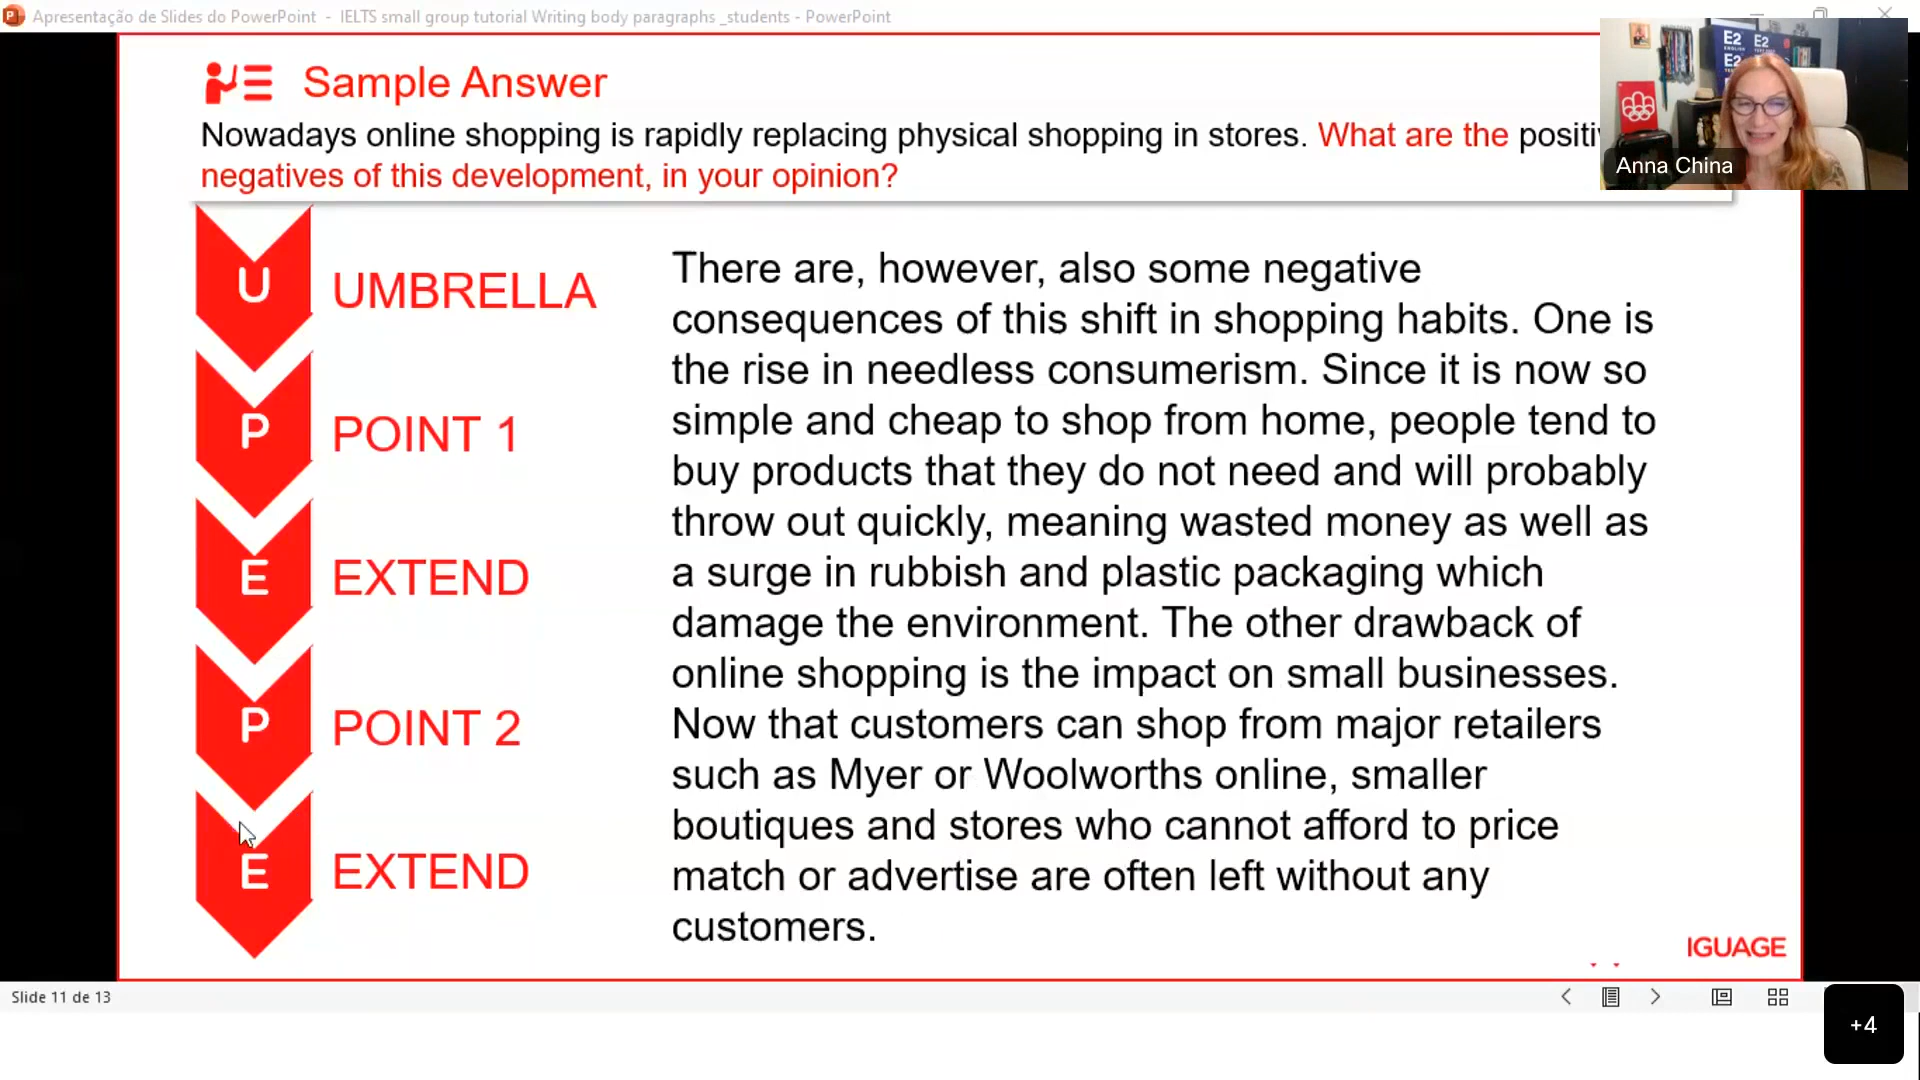 Apresentação de Slides do PowerPoint - IELTS small group tutorial Writing body paragraphs _students - PowerPoint
E2 E2
E2
Anna China
Sample Answer
Nowadays online shopping is rapidly replacing physical shopping in stores. What are the
negatives of this development, in your opinion?
U UMBRELLA
P POINT 1
E EXTEND
P POINT 2
E EXTEND
There are, however, also some negative
consequences of this shift in shopping habits. One is
the rise in needless consumerism. Since it is now so
simple and cheap to shop from home, people tend to
buy products that they do not need and will probably
throw out quickly, meaning wasted money as well as
a surge in rubbish and plastic packaging which
damage the environment. The other drawback of
online shopping is the impact on small businesses.
Now that customers can shop from major retailers
such as Myer or Woolworths online, smaller
boutiques and stores who cannot afford to price
match or advertise are often left without any
customers.
IGUAGE
Slide 11 de 13
+4